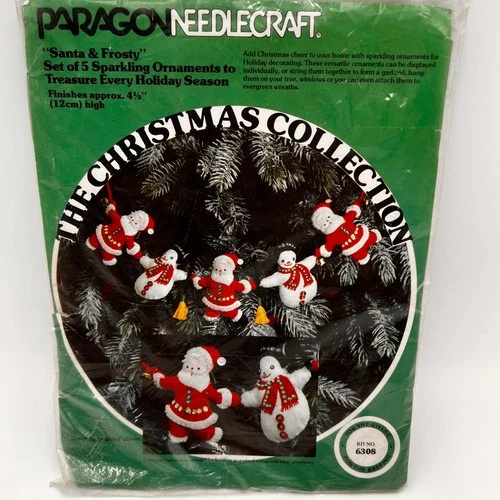 PARAGON NEEDLECRAFT®
"Santa & Frosty"
Set of 5 Sparkling Ornaments to
Treasure Every Holiday Season
Finishes approx. 4½"
(12cm) high
Add Christmas cheer to your home with sparkling ornaments for
Holiday decorating. These versatile ornaments can be displayed
individually, or string them together to form a garland, hang
them on your tree, windows or you can even attach them to
evergreen wreaths.
THE CHRISTMAS COLLECTION
KIT NO.
6308